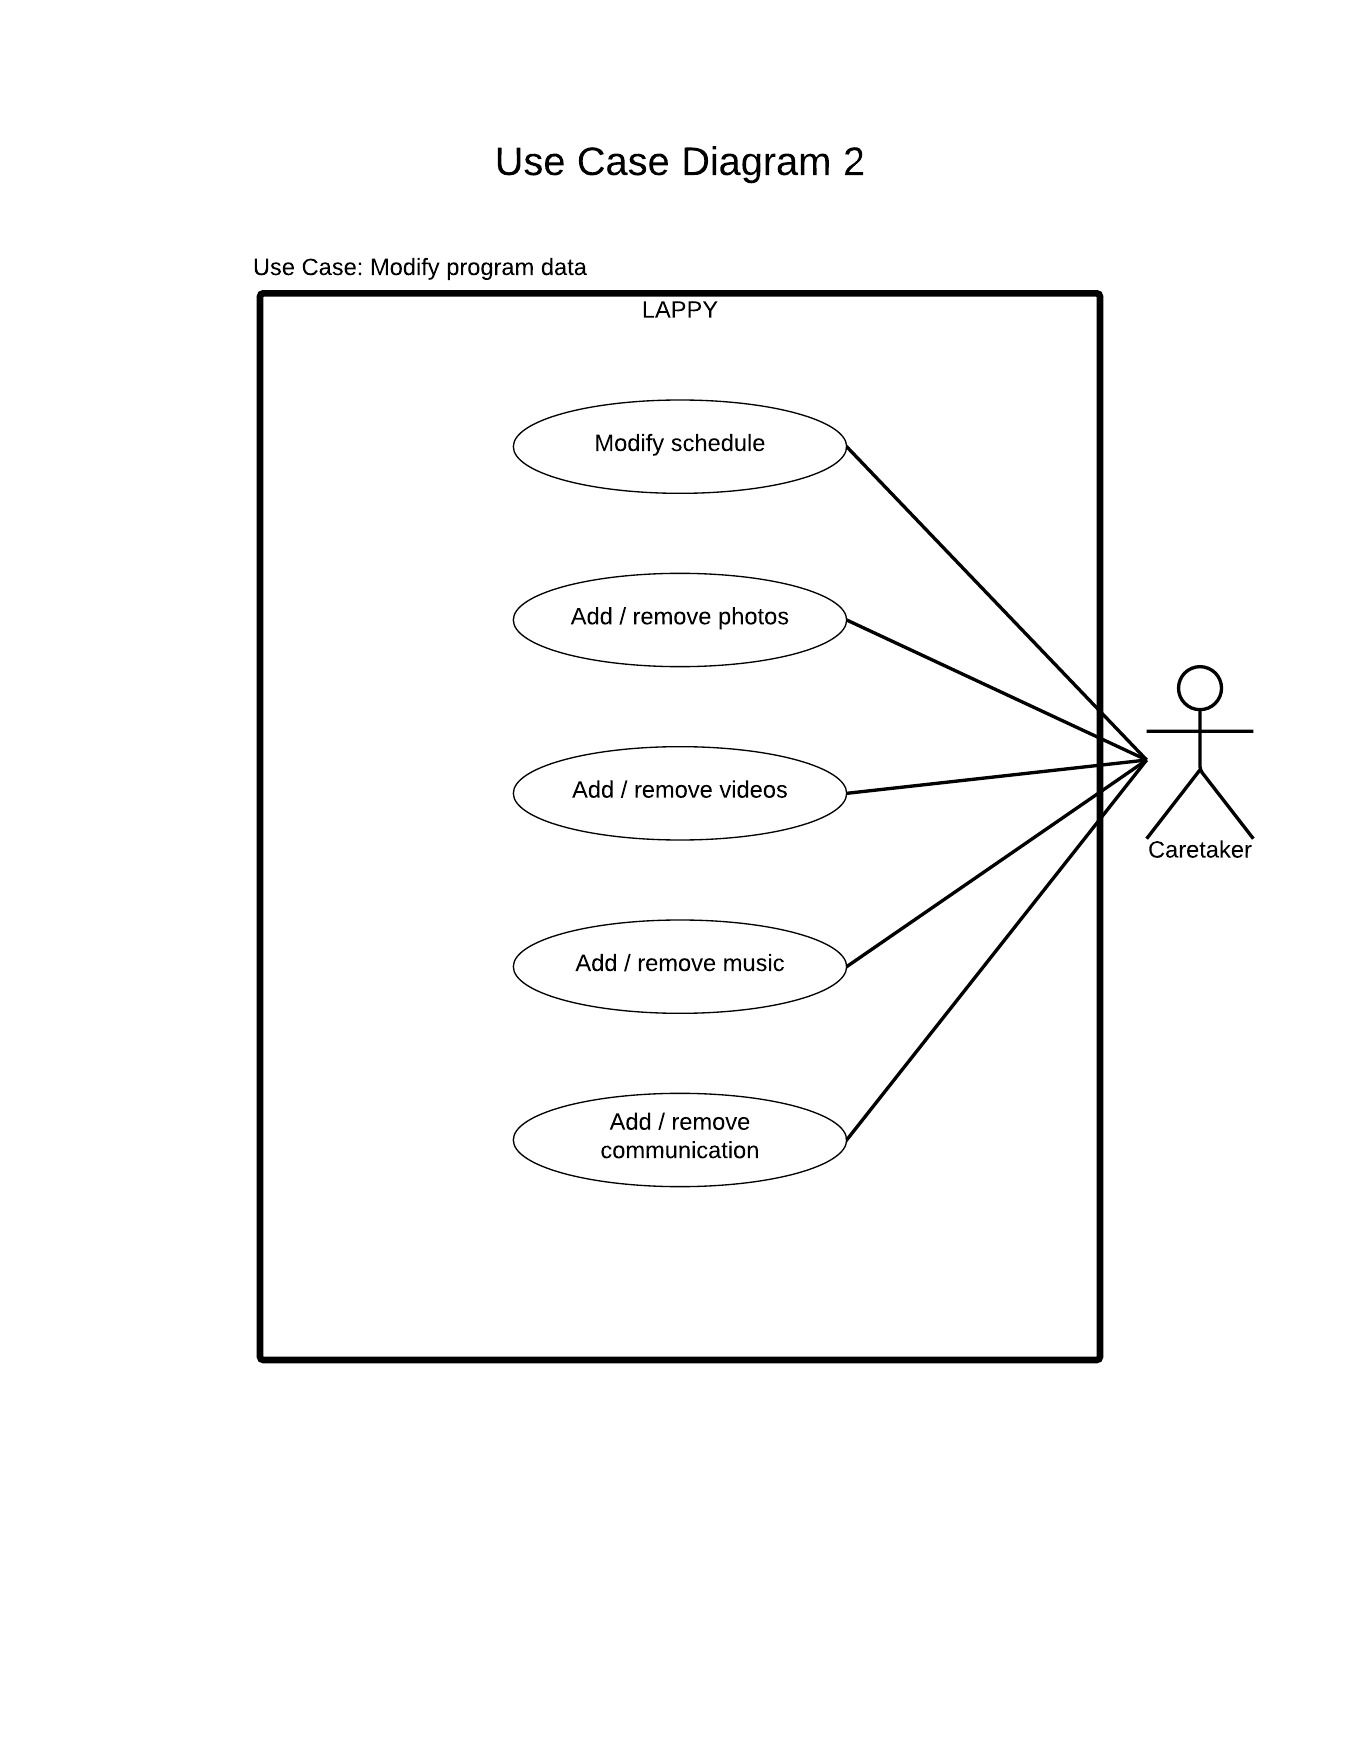 Use Case Diagram 2
Use Case: Modify program data
LAPPY
Modify schedule
Add / remove photos
Add / remove videos
Caretaker
Add / remove music
Add / remove
communication